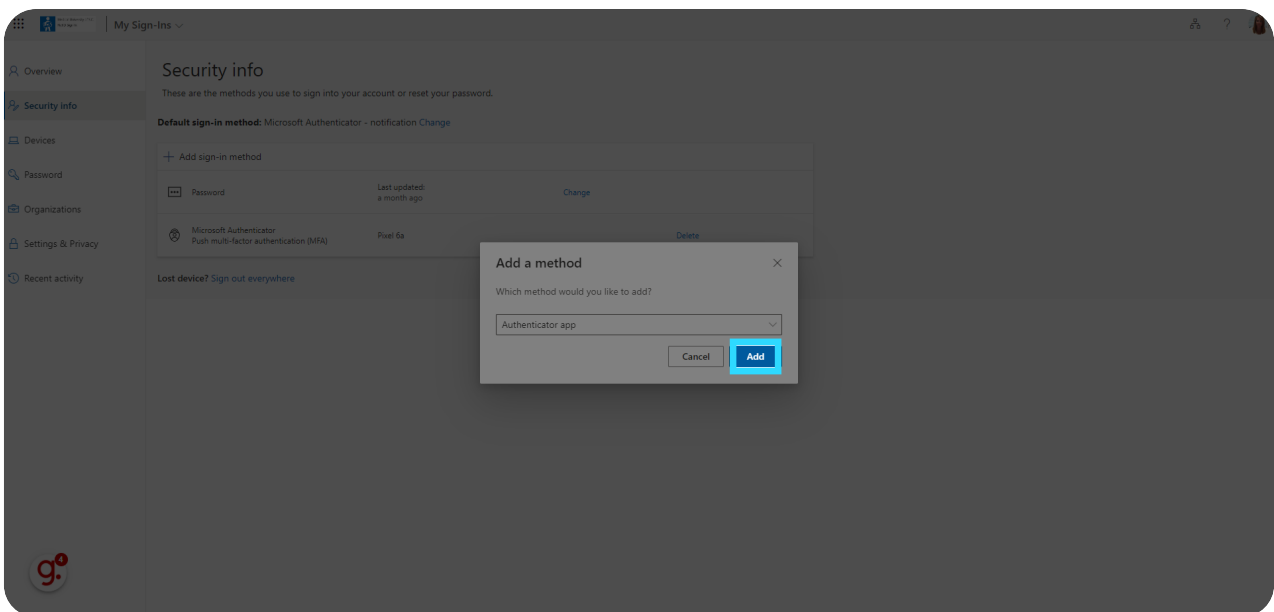 My Sign-Ins
?
Overview
Security info
Devices
Password
Organizations
Settings & Privacy
Recent activity
Security info
These are the methods you use to sign into your account or reset your password.
Default sign-in method: Microsoft Authenticator - notification Change
+ Add sign-in method
Password
Last updated:
a month ago
Change
Microsoft Authenticator
Push multi-factor authentication (MFA)
Pixel 6a
Delete
Lost device? Sign out everywhere
Add a method
Which method would you like to add?
Authenticator app
Cancel
Add
g.
4